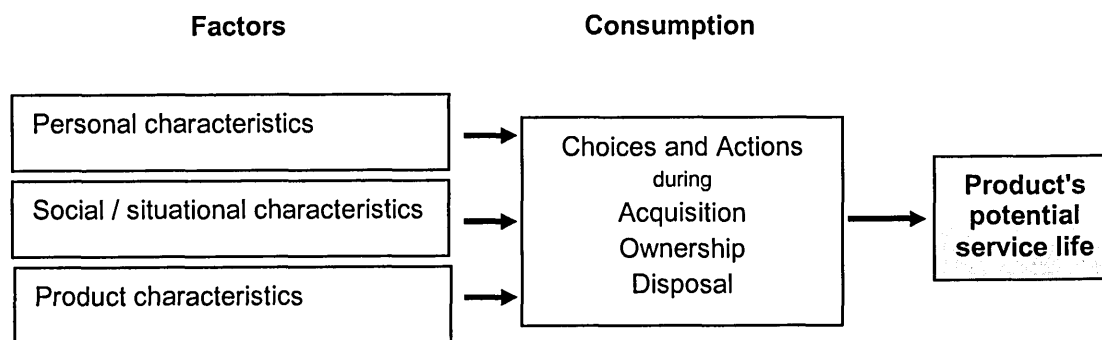 Factors
Consumption
Personal characteristics
Social / situational characteristics
Product characteristics
Choices and Actions
during
Acquisition
Ownership
Disposal
Product's
potential
service life